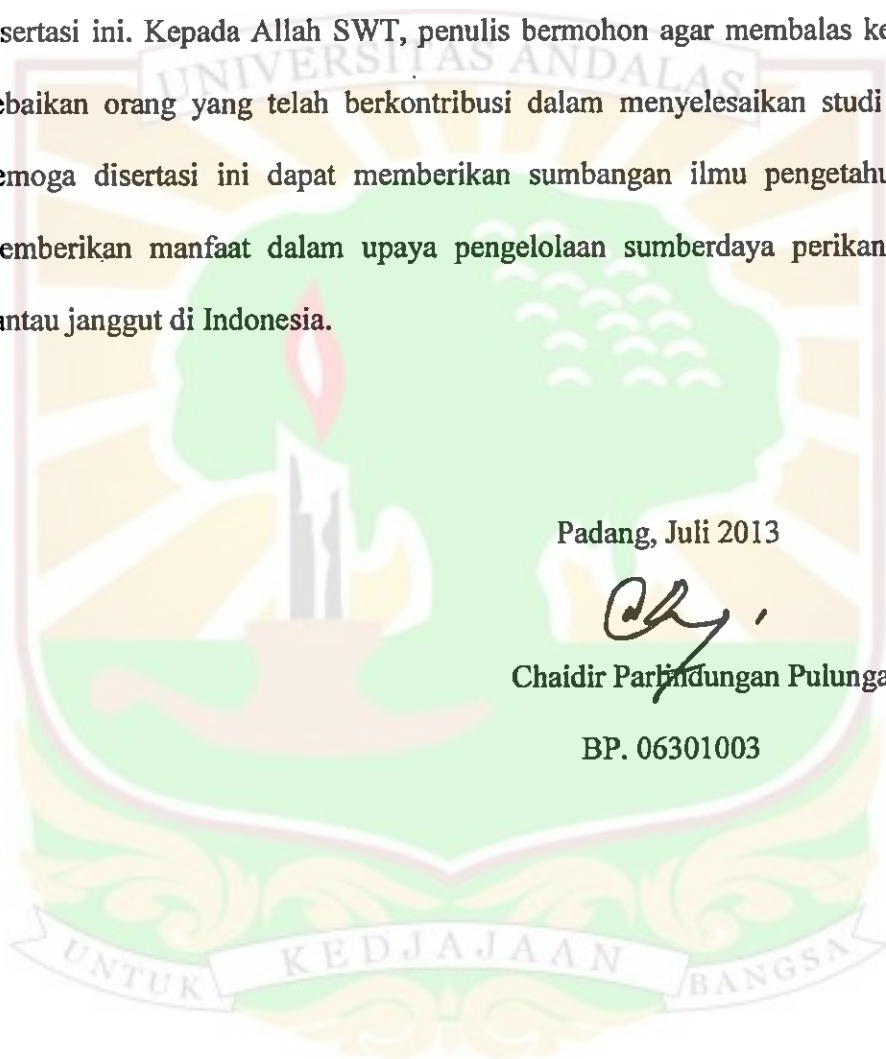 sertasi ini. Kepada Allah SWT, penulis bermohon agar membalas ke
UNIVERSITAS ANDALAS
ebaikan orang yang telah berkontribusi dalam menyelesaikan studi
emoga disertasi ini dapat memberikan sumbangan ilmu pengetahu
emberikan manfaat dalam upaya pengelolaan sumberdaya perikan
antau janggut di Indonesia.
Padang, Juli 2013
Chaidir Parlindungan Pulunga
BP. 06301003
UNTUK KEDJAJAAN BANGSA